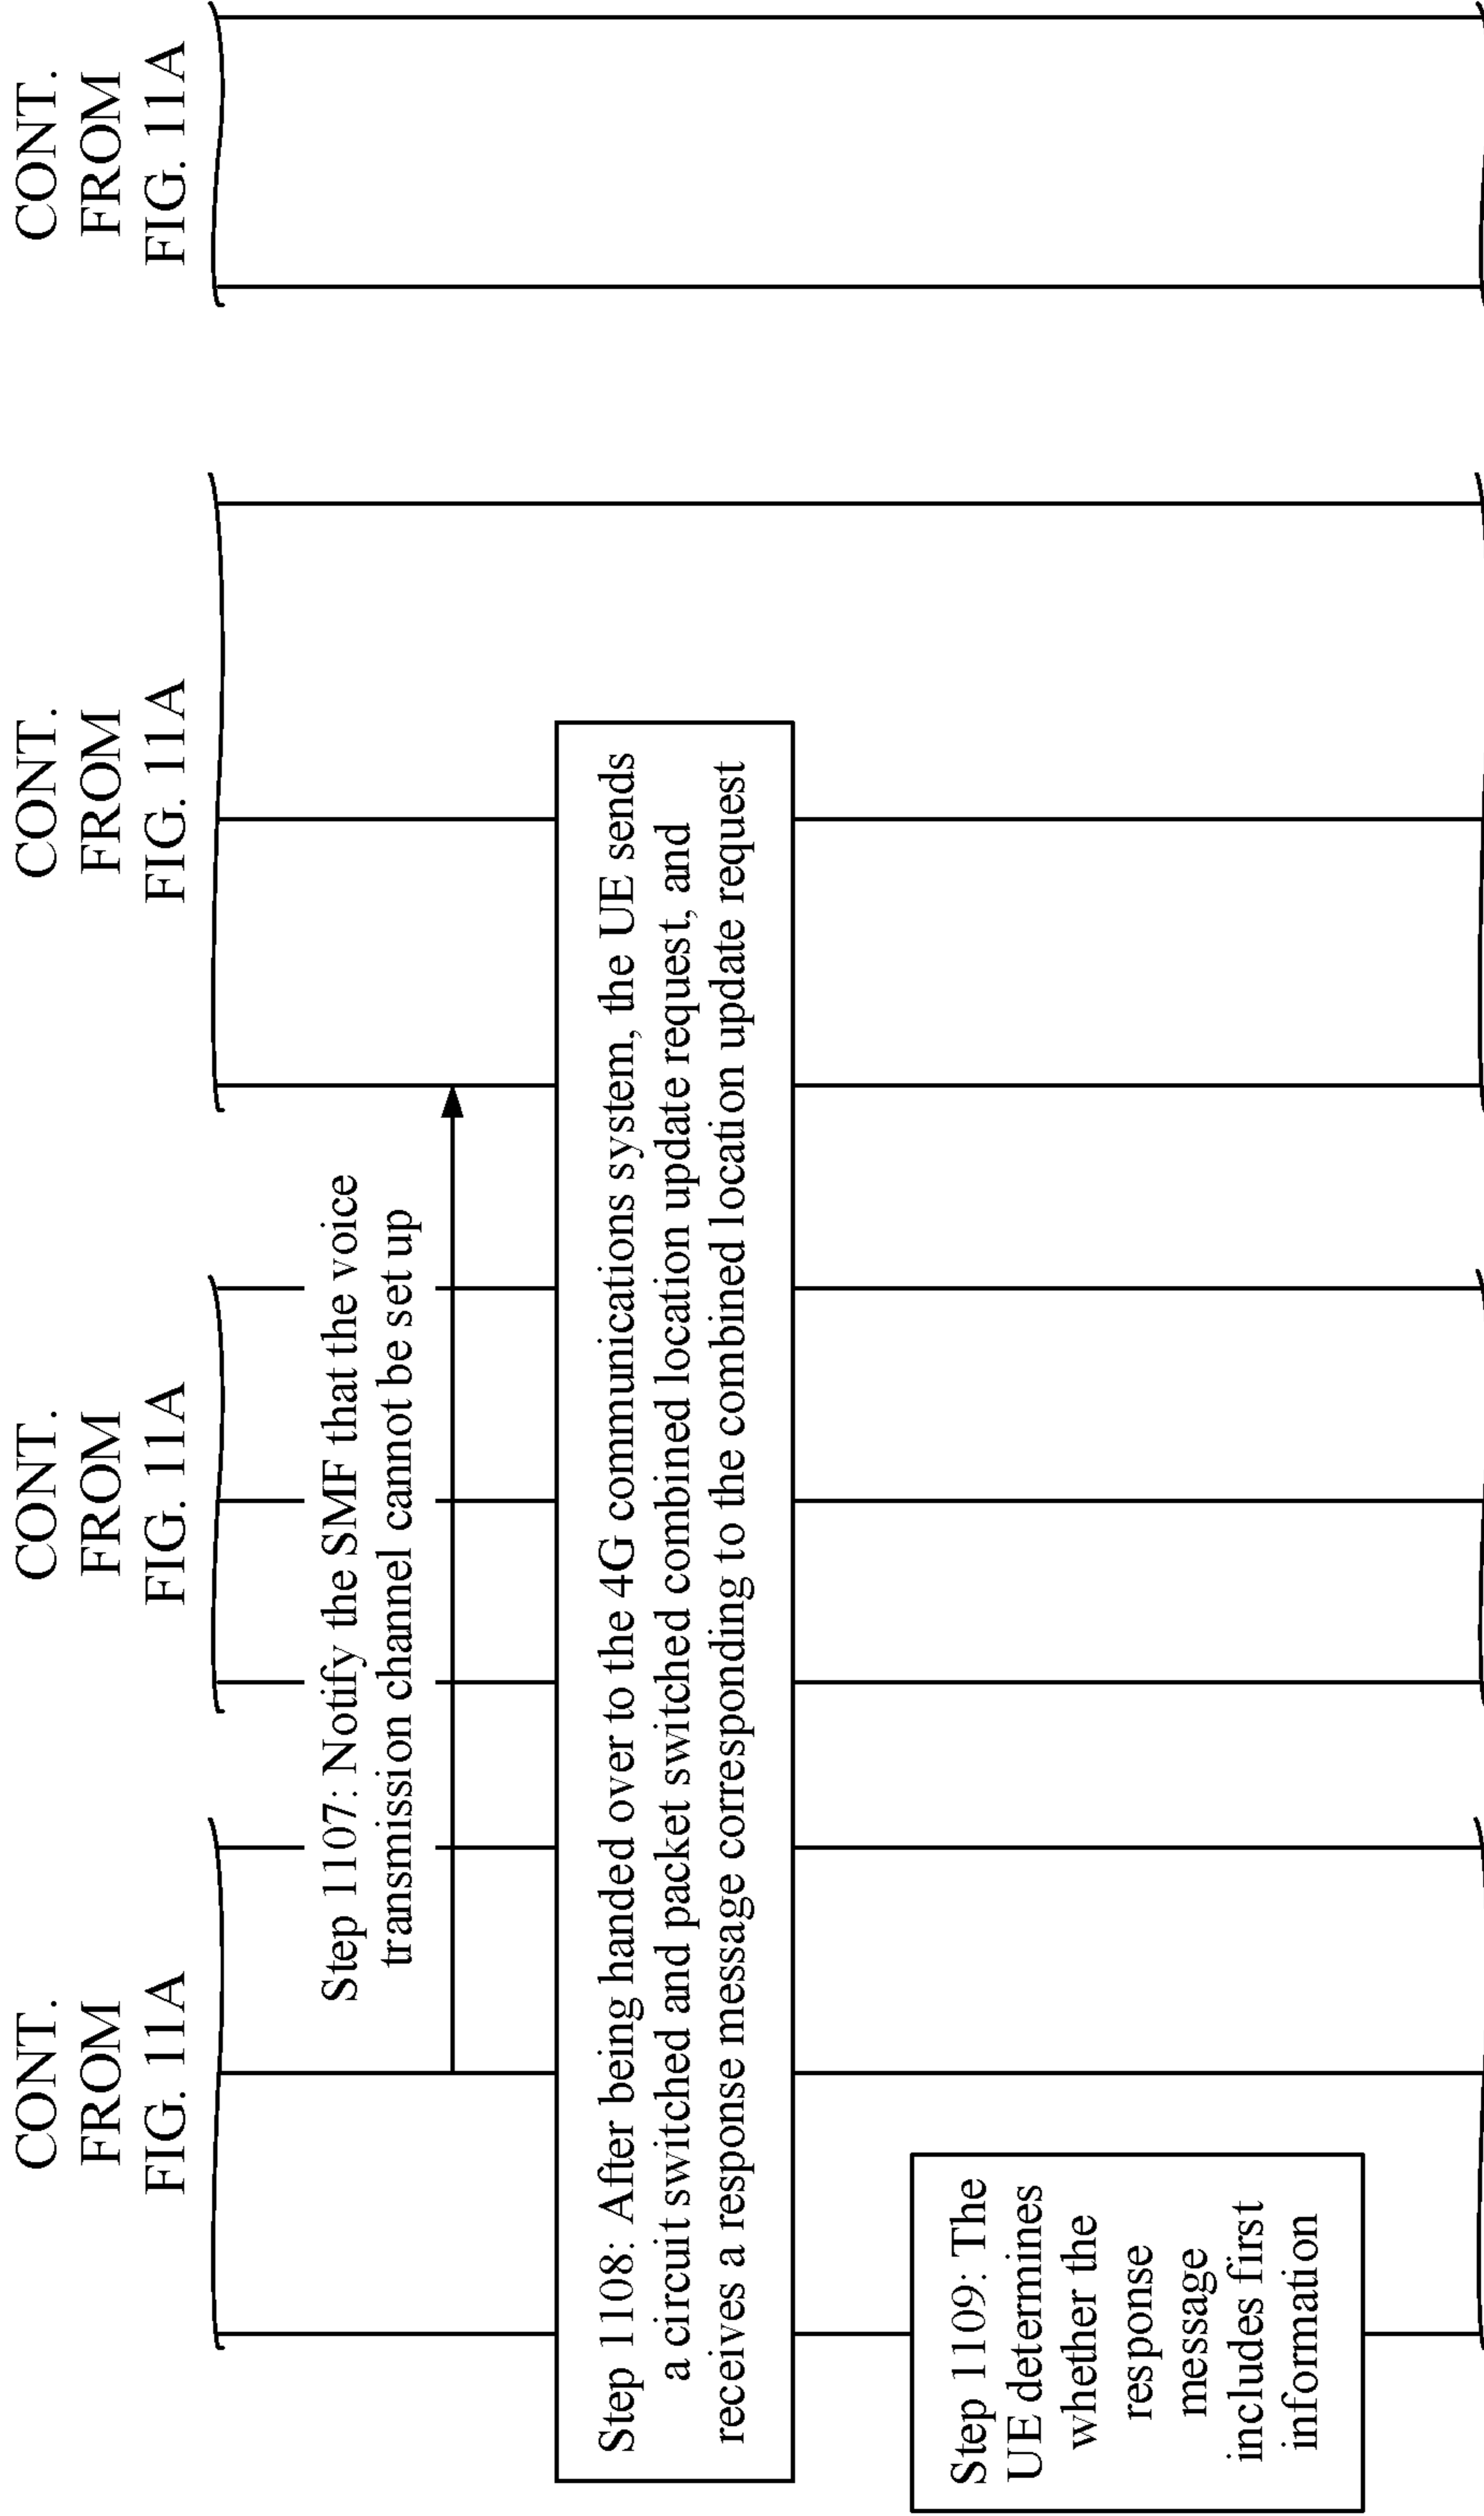 CONT.
FROM
FIG. 11A
CONT.
FROM
FIG. 11A
CONT.
FROM
FIG. 11A
CONT.
FROM
FIG. 11A
Step 1107: Notify the SMF that the voice
transmission channel cannot be set up
Step 1108: After being handed over to the 4G communications system, the UE sends
a circuit switched and packet switched combined location update request, and
receives a response message corresponding to the combined location update request
Step 1109: The
UE determines
whether the
response
message
includes first
information